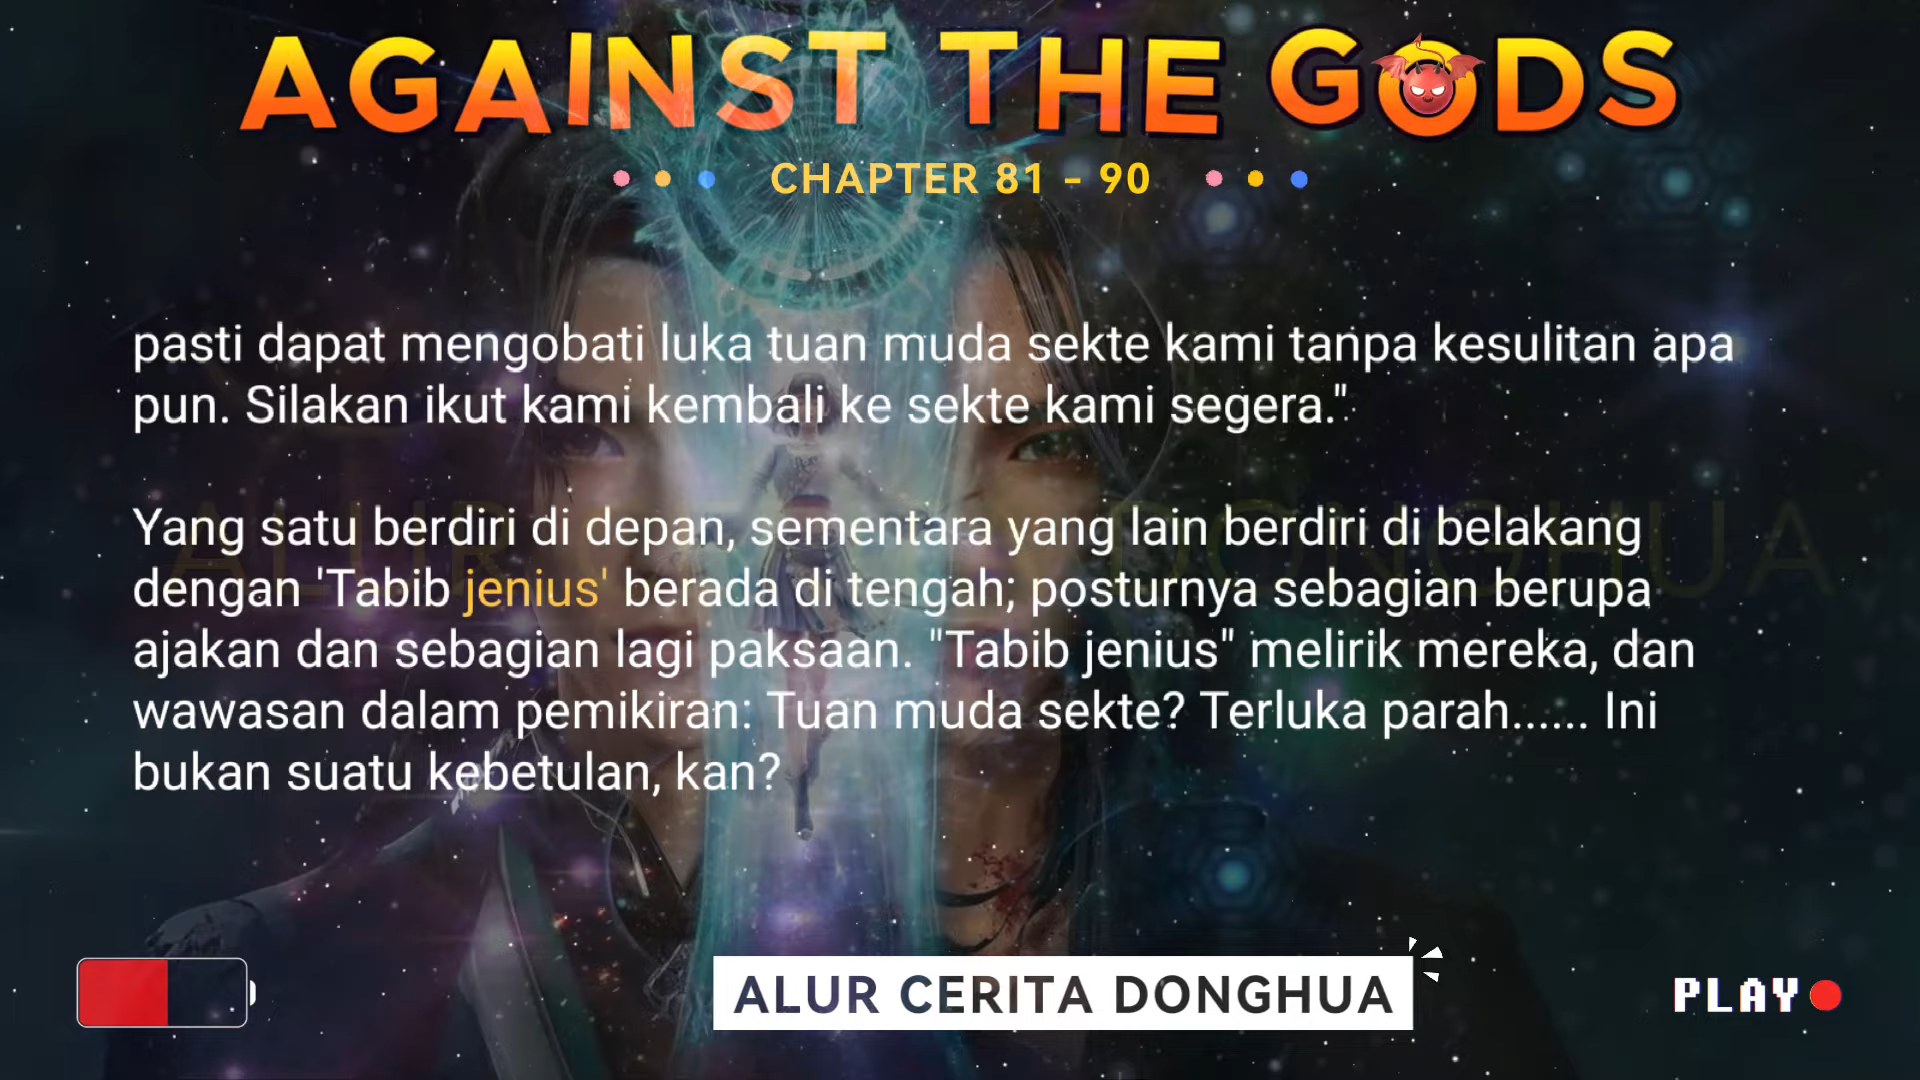 AGAINST THE GODS
CHAPTER 81 – 90
pasti dapat mengobati luka tuan muda sekte kami tanpa kesulitan apa
pun. Silakan ikut kami kembali ke sekte kami segera."
Yang satu berdiri di depan, sementara yang lain berdiri di belakang
dengan 'Tabib jenius' berada di tengah; posturnya sebagian berupa
ajakan dan sebagian lagi paksaan. "Tabib jenius" melirik mereka, dan
wawasan dalam pemikiran: Tuan muda sekte? Terluka parah...... Ini
bukan suatu kebetulan, kan?
ALUR DONGHUA
ALUR CERITA DONGHUA
PLAY